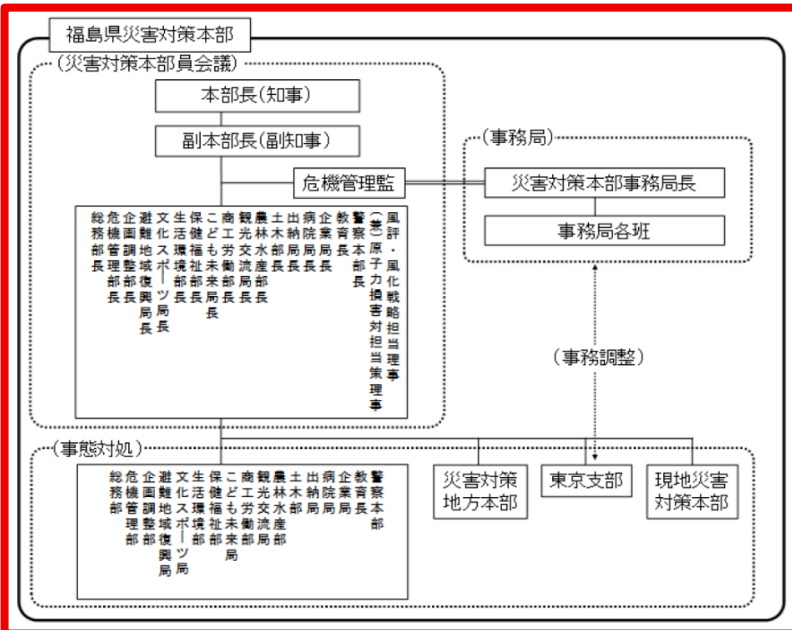 福島県災害対策本部
(災害対策本部員会議)
本部長(知事)
副本部長(副知事)
危機管理監
(事務局)
災害対策本部事務局長
事務局各班
風評・風化戦略担当理事
(兼)原子力損害対担当策理事
警察本部長
教育長
企業局長
病院局長
出納局長
土木部長
農林水産部長
観光交流局長
商工労働部長
こども未来局長
保健福祉部長
生活環境部長
文化スポーツ局長
避難地域復興局長
企画調整部長
危機管理部長
総務部長
(事務調整)
(事態対処)
警察本部
教育長
企業局
病院局
出納局
土木部
農林水産部
観光交流局
商工労働部
こども未来局
保健福祉部
生活環境部
文化スポーツ局
避難地域復興局
企画調整部
危機管理部
総務部
災害対策
地方本部
東京支部
現地災害
対策本部